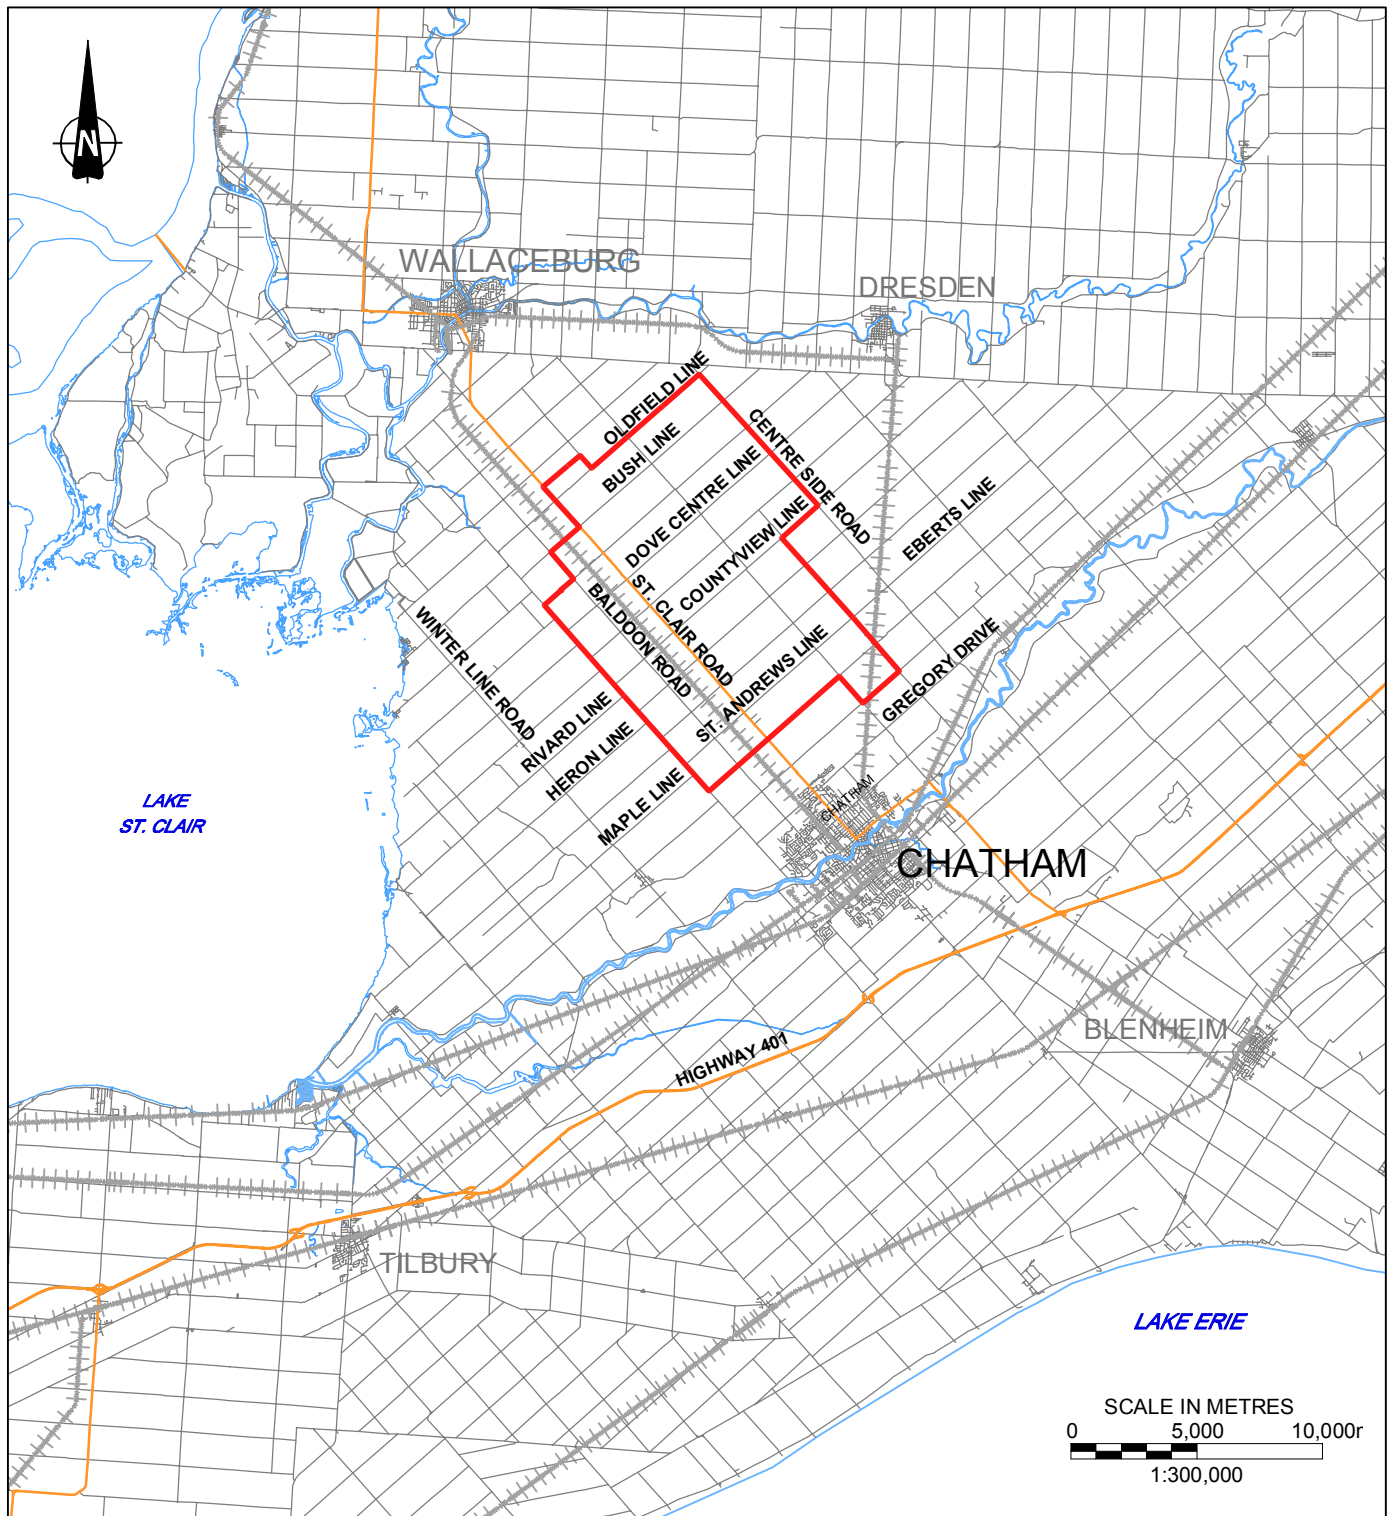 N
WALLACEBURG
DRESDEN
OLDFIELD LINE
BUSH LINE
CENTRE SIDE ROAD
DOVE CENTRE LINE
COUNTYVIEW LINE
EBERTS LINE
ST. CLAIR ROAD
BALDOON ROAD
WINTER LINE ROAD
ST. ANDREWS LINE
GREGORY DRIVE
RIVARD LINE
HERON LINE
MAPLE LINE
LAKE
ST. CLAIR
CHATHAM
CHATHAM
BLENHEIM
HIGHWAY 401
TILBURY
LAKE ERIE
SCALE IN METRES
0 5,000 10,000r
1:300,000